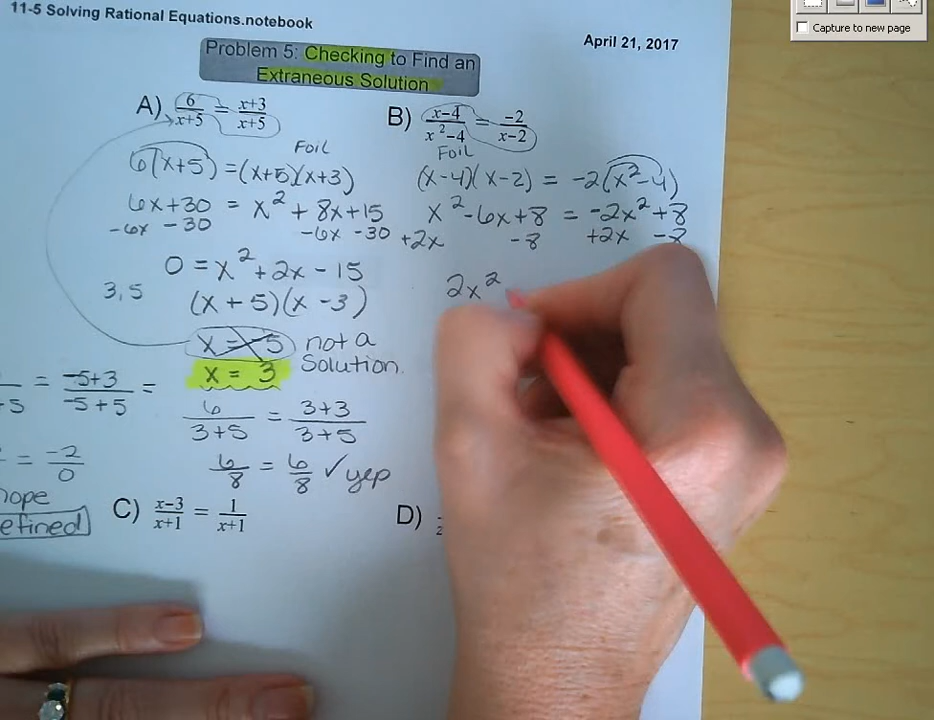 11-5 Solving Rational Equations.notebook
April 21, 2017
Capture to new page
Problem 5: Checking to Find an
Extraneous Solution
A) 6/x+5 = x+3/x+5
Foil
6(x+5) = (x+5)(x+3)
6x+30 = x² + 8x+15
-6x -30 -6x -30
0 = x² + 2x - 15
3, 5
(x + 5)(x - 3)
x = -5 not a
Solution.
x = 3
6/3+5 = 3+3/3+5
6/8 = 6/8 ✓ yep
= -5+3/-5+5 =
= -2/0
nope
efined
B) x-4/x²-4 = -2/x-2
Foil
(x-4)(x-2) = -2(x²-4)
x²-6x+8 = -2x²+8
+2x -8 +2x -8
2x²
C) x-3/x+1 = 1/x+1
D)